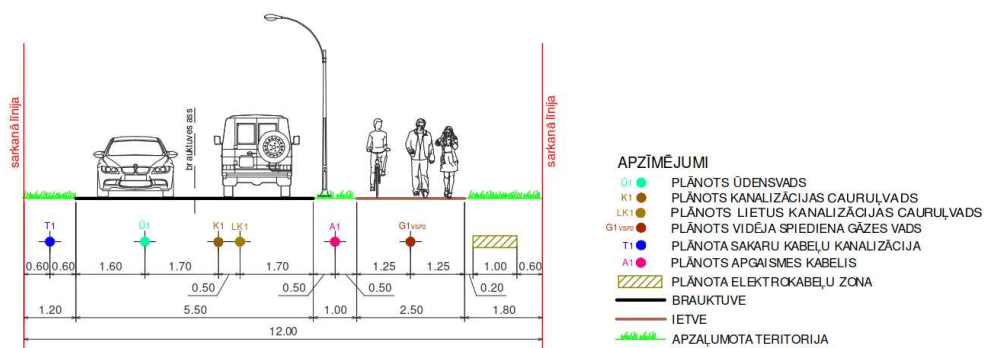 sarkanā līnija
brauktuves ass
sarkanā līnija
T1
Ū1
K1
LK1
A1
G1VSP2
0.60 0.60 1.60 1.70 1.70 1.25 1.25 1.00 0.60
0.50 0.50 0.50 0.20
1.20 5.50 1.00 2.50 1.80
12.00
APZĪMĒJUMI
Ū1 PLĀNOTS ŪDENSVADS
K1 PLĀNOTS KANALIZĀCIJAS CAURUĻVADS
LK1 PLĀNOTS LIETUS KANALIZĀCIJAS CAURUĻVADS
G1VSP2 PLĀNOTS VIDĒJA SPIEDIENA GĀZES VADS
T1 PLĀNOTA SAKARU KABEĻU KANALIZĀCIJA
A1 PLĀNOTS APGAISMES KABELIS
PLĀNOTA ELEKTROKABEĻU ZONA
BRAUKTUVE
IETVE
APZAĻUMOTA TERITORIJA